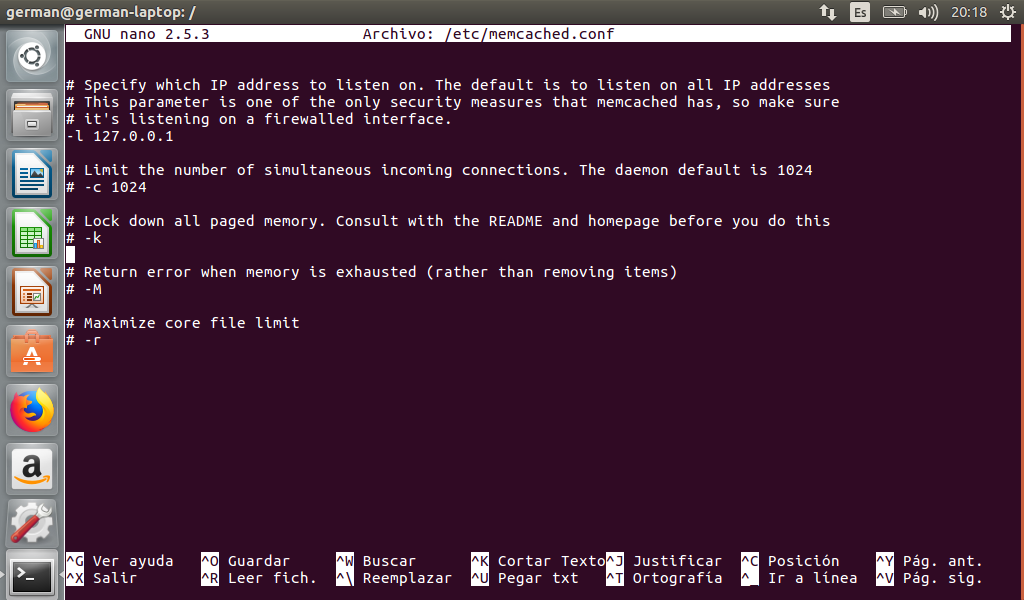 german@german-laptop: /
Es
20:18
GNU nano 2.5.3 Archivo: /etc/memcached.conf
# Specify which IP address to listen on. The default is to listen on all IP addresses
# This parameter is one of the only security measures that memcached has, so make sure
# it's listening on a firewalled interface.
-l 127.0.0.1
# Limit the number of simultaneous incoming connections. The daemon default is 1024
# -c 1024
# Lock down all paged memory. Consult with the README and homepage before you do this
# -k
# Return error when memory is exhausted (rather than removing items)
# -M
# Maximize core file limit
# -r
^G Ver ayuda ^O Guardar ^W Buscar ^K Cortar Texto ^J Justificar ^C Posición ^Y Pág. ant.
^X Salir ^R Leer fich. ^\ Reemplazar ^U Pegar txt ^T Ortografía ^_ Ir a línea ^V Pág. sig.